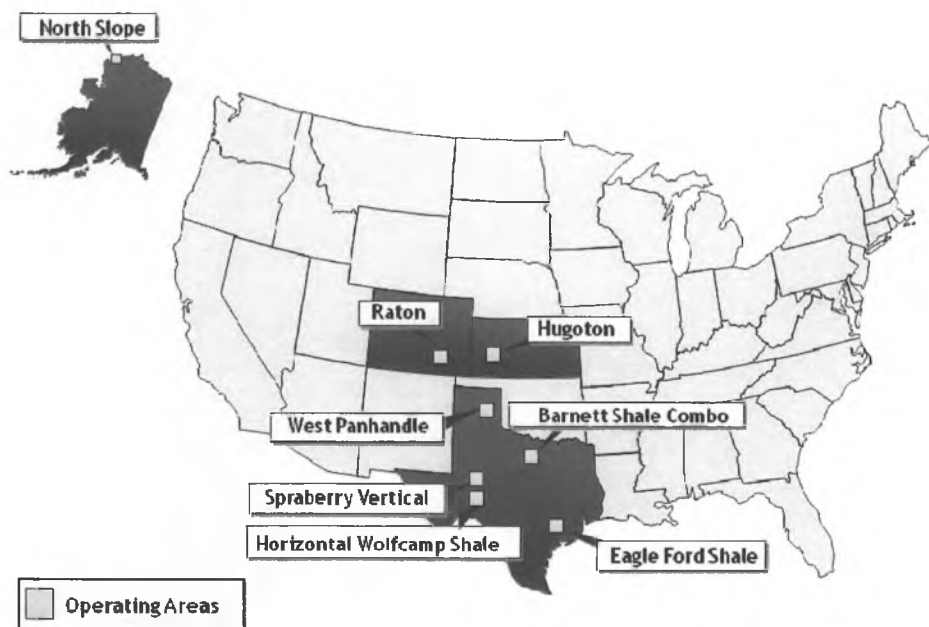 North Slope
Raton
Hugoton
West Panhandle
Barnett Shale Combo
Spraberry Vertical
Horizontal Wolfcamp Shale
Eagle Ford Shale
Operating Areas